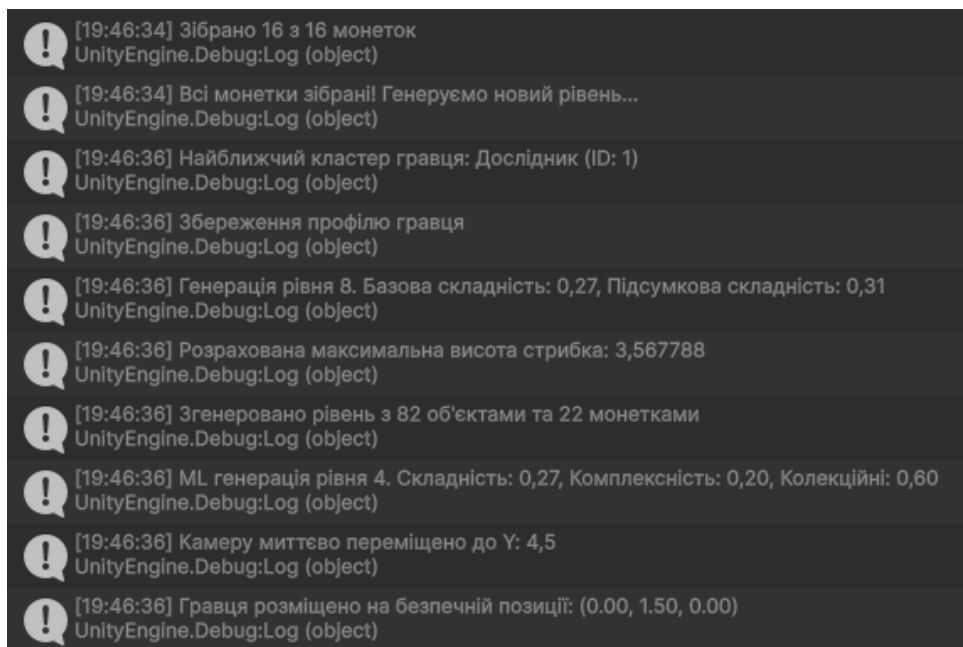 [19:46:34] Зібрано 16 з 16 монеток
UnityEngine.Debug:Log (object)
[19:46:34] Всі монетки зібрані! Генеруємо новий рівень...
UnityEngine.Debug:Log (object)
[19:46:36] Найближчий кластер гравця: Дослідник (ID: 1)
UnityEngine.Debug:Log (object)
[19:46:36] Збереження профілю гравця
UnityEngine.Debug:Log (object)
[19:46:36] Генерація рівня 8. Базова складність: 0,27, Підсумкова складність: 0,31
UnityEngine.Debug:Log (object)
[19:46:36] Розрахована максимальна висота стрибка: 3,567788
UnityEngine.Debug:Log (object)
[19:46:36] Згенеровано рівень з 82 об'єктами та 22 монетками
UnityEngine.Debug:Log (object)
[19:46:36] ML генерація рівня 4. Складність: 0,27, Комплексність: 0,20, Колекційні: 0,60
UnityEngine.Debug:Log (object)
[19:46:36] Камеру миттєво переміщено до Y: 4,5
UnityEngine.Debug:Log (object)
[19:46:36] Гравця розміщено на безпечній позиції: (0.00, 1.50, 0.00)
UnityEngine.Debug:Log (object)